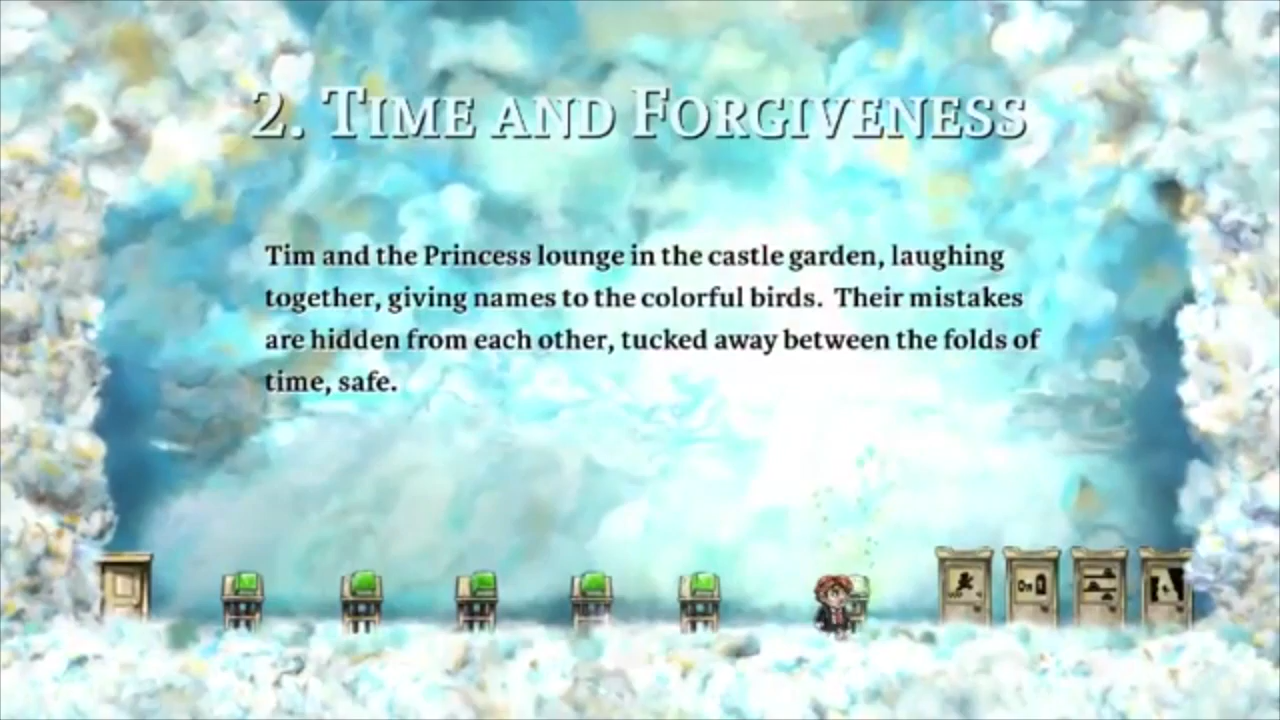 2. Time and Forgiveness
Tim and the Princess lounge in the castle garden, laughing
together, giving names to the colorful birds.  Their mistakes
are hidden from each other, tucked away between the folds of
time, safe.